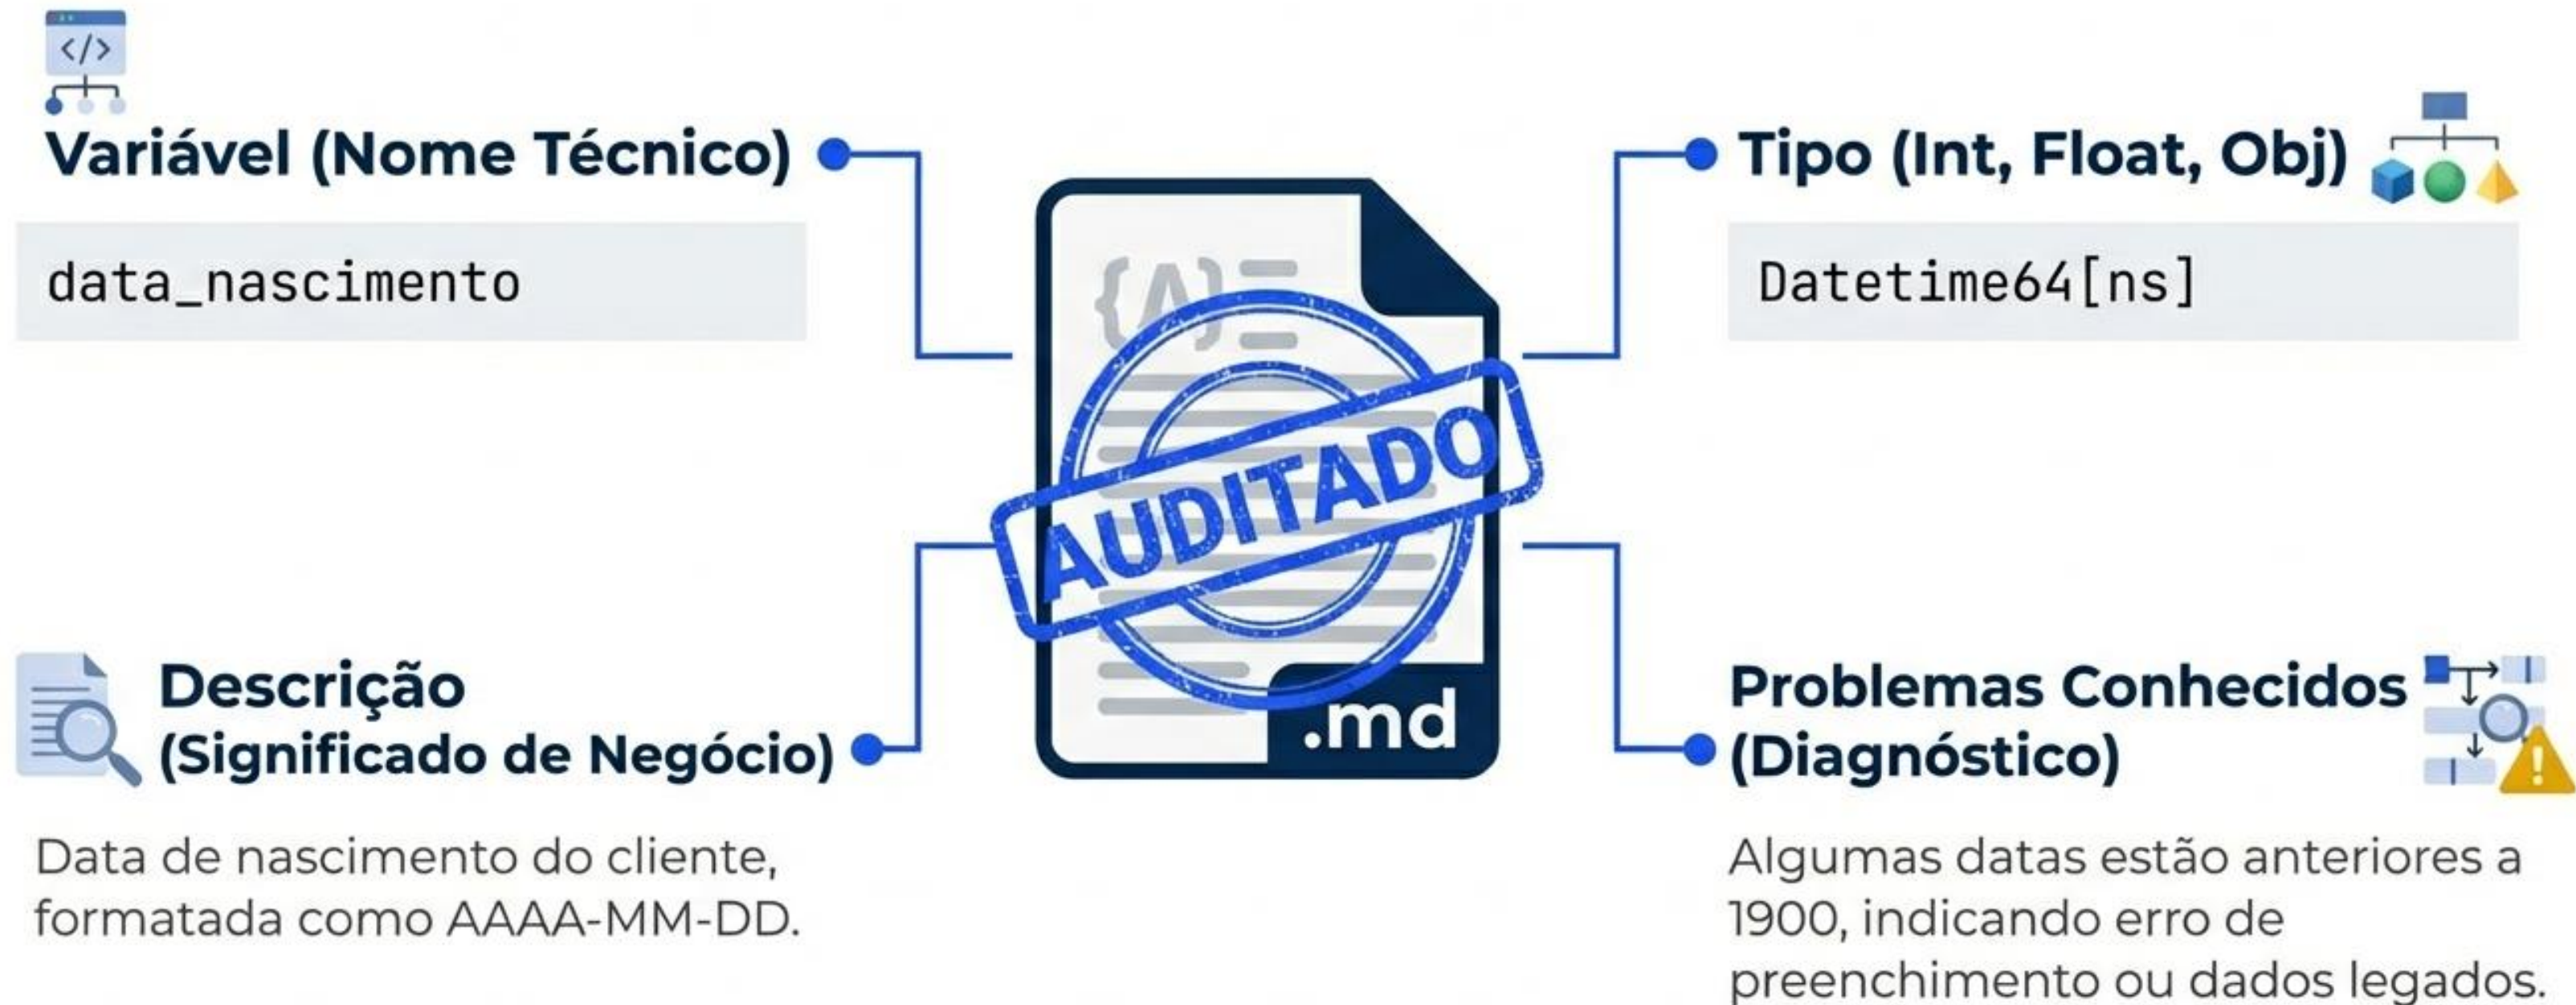 </>
Variável (Nome Técnico)
data_nascimento
Tipo (Int, Float, Obj)
Datetime64[ns]
{A}
AUDITADO
.md
Descrição
(Significado de Negócio)
Data de nascimento do cliente,
formatada como AAAA-MM-DD.
Problemas Conhecidos
(Diagnóstico)
Algumas datas estão anteriores a
1900, indicando erro de
preenchimento ou dados legados.